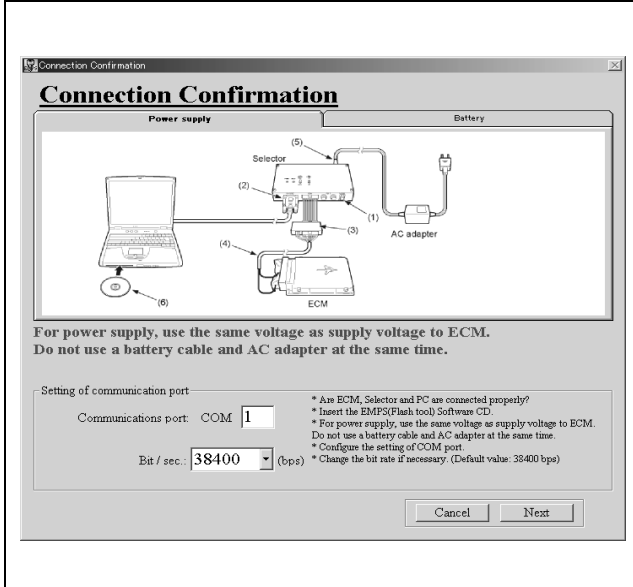 Connection Confirmation
Connection Confirmation
Power supply
Battery
(5)
Selector
(2)
(1)
(3)
(4)
AC adapter
(6)
ECM
For power supply, use the same voltage as supply voltage to ECM.
Do not use a battery cable and AC adapter at the same time.
Setting of communication port
Communications port: COM 1
Bit / sec.: 38400 (bps)
* Are ECM, Selector and PC are connected properly?
* Insert the EMPS(Flash tool) Software CD.
* For power supply, use the same voltage as supply voltage to ECM.
Do not use a battery cable and AC adapter at the same time.
* Configure the setting of COM port.
* Change the bit rate if necessary. (Default value: 38400 bps)
Cancel
Next